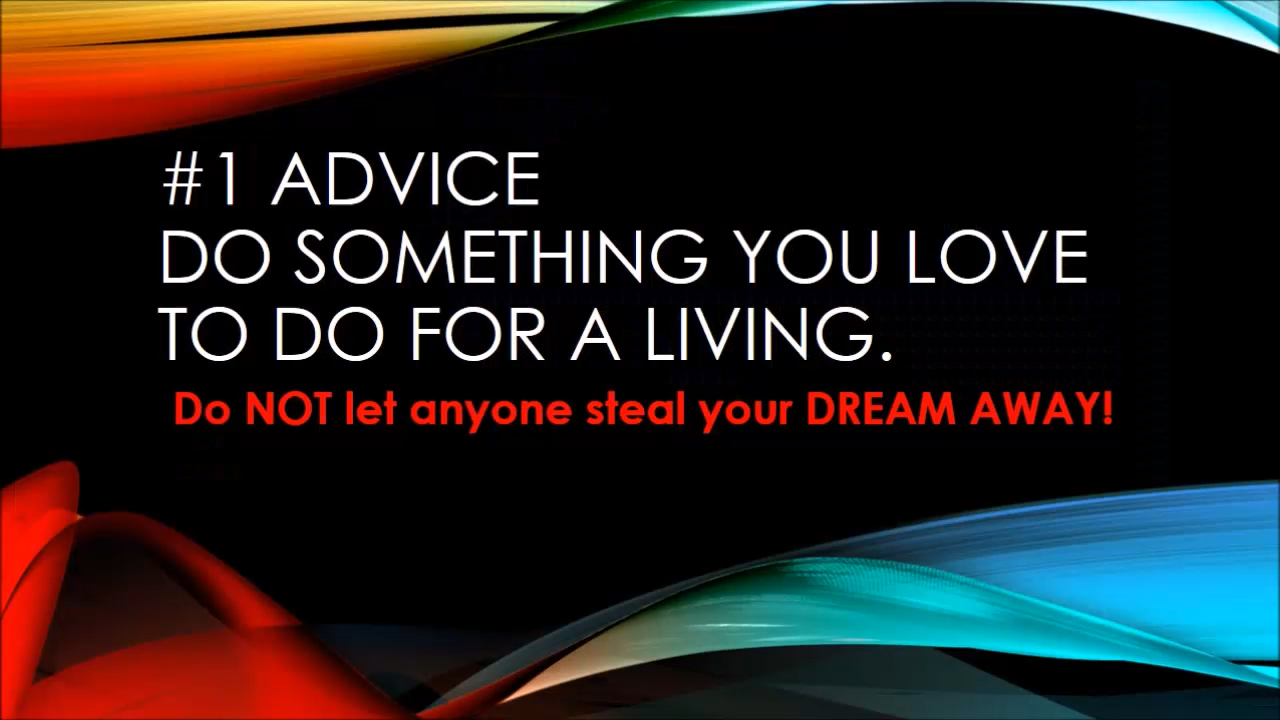 #1 ADVICE
DO SOMETHING YOU LOVE
TO DO FOR A LIVING.
Do NOT let anyone steal your DREAM AWAY!